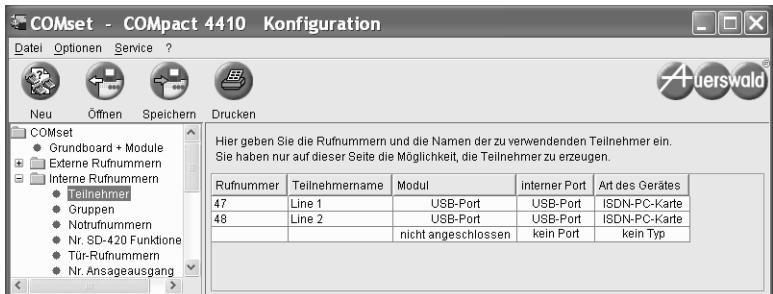 COMset - COMpact 4410 Konfiguration
Datei Optionen Service ?
Neu Öffnen Speichern Drucken
Auerswald®
COMset
Grundboard + Module
Externe Rufnummern
Interne Rufnummern
Teilnehmer
Gruppen
Notrufnummern
Nr. SD-420 Funktione
Tür-Rufnummern
Nr. Ansageausgang
Hier geben Sie die Rufnummern und die Namen der zu verwendenden Teilnehmer ein.
Sie haben nur auf dieser Seite die Möglichkeit, die Teilnehmer zu erzeugen.
Rufnummer Teilnehmername Modul interner Port Art des Gerätes
47 Line 1 USB-Port USB-Port ISDN-PC-Karte
48 Line 2 USB-Port USB-Port ISDN-PC-Karte
nicht angeschlossen kein Port kein Typ